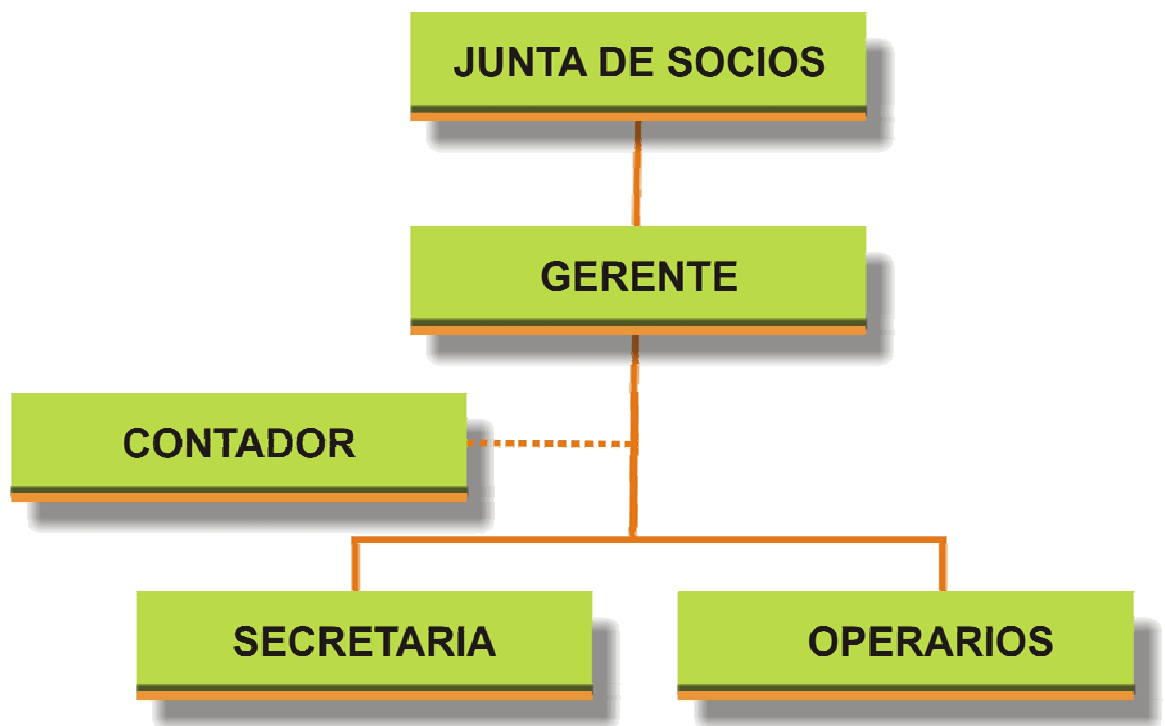 JUNTA DE SOCIOS
GERENTE
CONTADOR
SECRETARIA
OPERARIOS